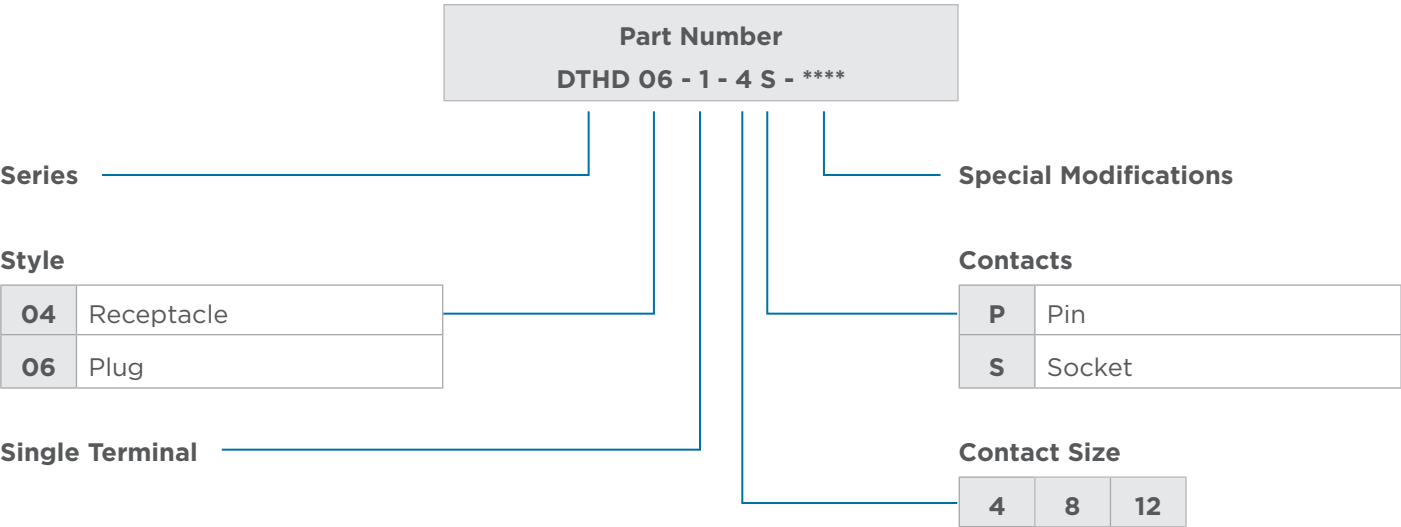 Part Number
DTHD 06 - 1 - 4 S - ****
Series
Special Modifications
Style
04 Receptacle
06 Plug
Contacts
P Pin
S Socket
Single Terminal
Contact Size
4 8 12